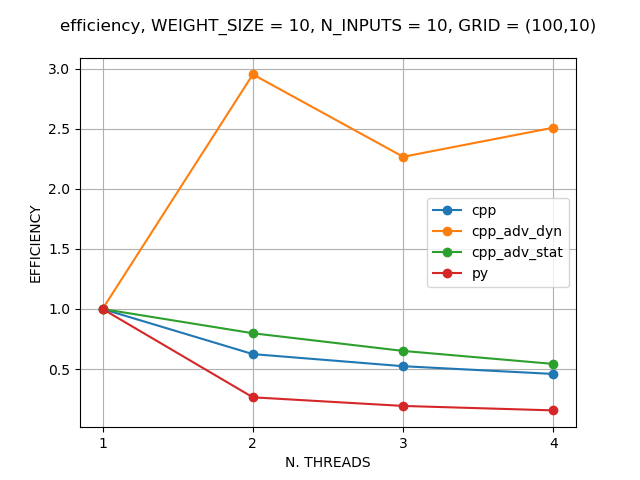 efficiency, WEIGHT_SIZE = 10, N_INPUTS = 10, GRID = (100,10)
3.0
2.5
2.0
1.5
1.0
0.5
EFFICIENCY
cpp
cpp_adv_dyn
cpp_adv_stat
py
1 2 3 4
N. THREADS